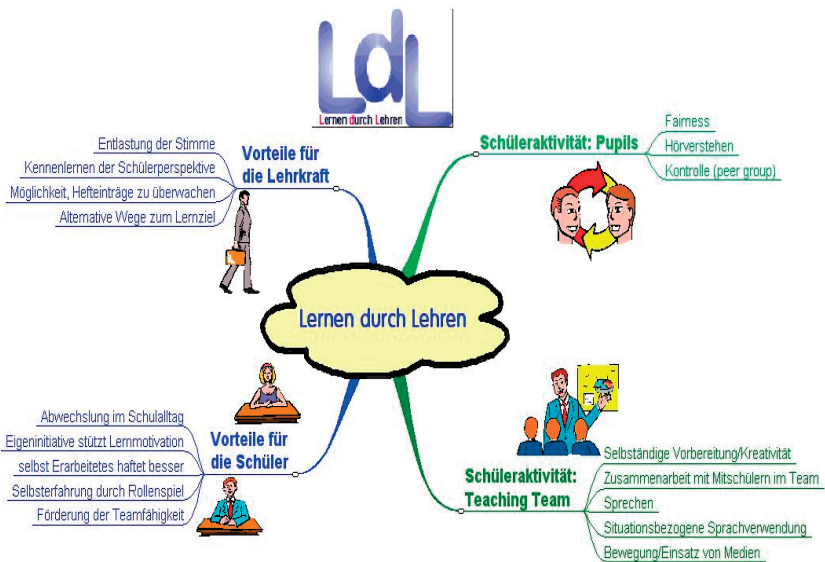 LdL
Lernen durch Lehren
Entlastung der Stimme
Kennenlernen der Schülerperspektive
Möglichkeit, Hefteinträge zu überwachen
Alternative Wege zum Lernziel
Vorteile für
die Lehrkraft
Schüleraktivität: Pupils
Fairness
Hörverstehen
Kontrolle (peer group)
Lernen durch Lehren
Abwechslung im Schulalltag
Eigeninitiative stützt Lernmotivation
selbst Erarbeitetes haftet besser
Selbsterfahrung durch Rollenspiel
Förderung der Teamfähigkeit
Vorteile für
die Schüler
Schüleraktivität:
Teaching Team
Selbständige Vorbereitung/Kreativität
Zusammenarbeit mit Mitschülern im Team
Sprechen
Situationsbezogene Sprachverwendung
Bewegung/Einsatz von Medien